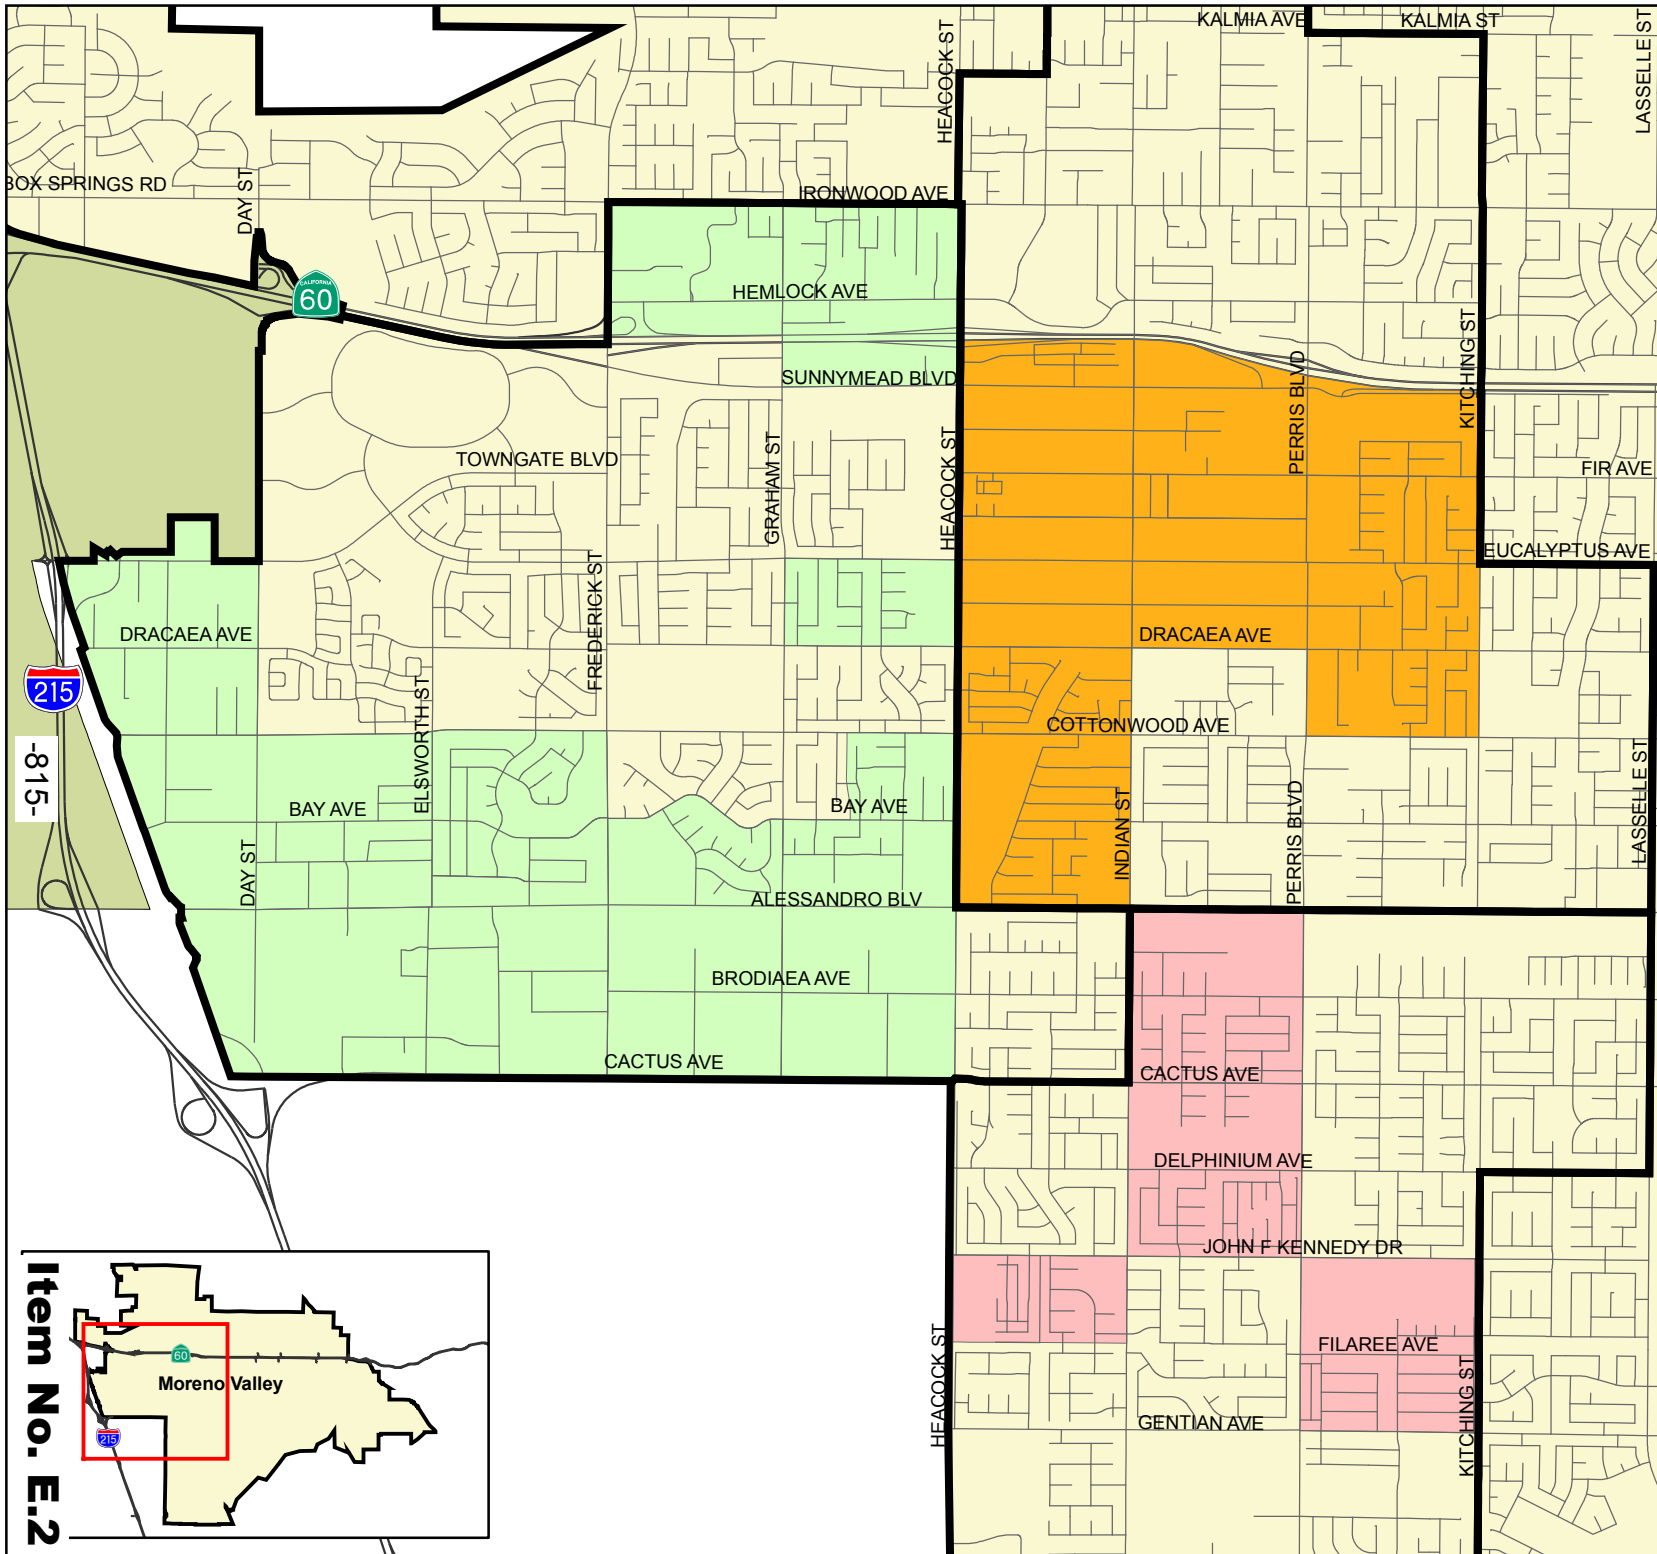 KALMIA AVE
KALMIA ST
LASSELLE ST
HEACOCK ST
BOX SPRINGS RD
DAY ST
IRONWOOD AVE
CALIFORNIA
60
HEMLOCK AVE
SUNNYMEAD BLVD
KITCHING ST
PERRIS BLVD
TOWNGATE BLVD
GRAHAM ST
HEACOCK ST
FIR AVE
EUCALYPTUS AVE
FREDERICK ST
DRACAEA AVE
DRACAEA AVE
215
ELSWORTH ST
COTTONWOOD AVE
-815-
BAY AVE
BAY AVE
INDIAN ST
PERRIS BLVD
LASSELLE ST
DAY ST
ALESSANDRO BLV
BRODIAEA AVE
CACTUS AVE
CACTUS AVE
DELPHINIUM AVE
JOHN F KENNEDY DR
HEACOCK ST
FILAREE AVE
KITCHING ST
GENTIAN AVE
60
Moreno Valley
215
Item No. E.2